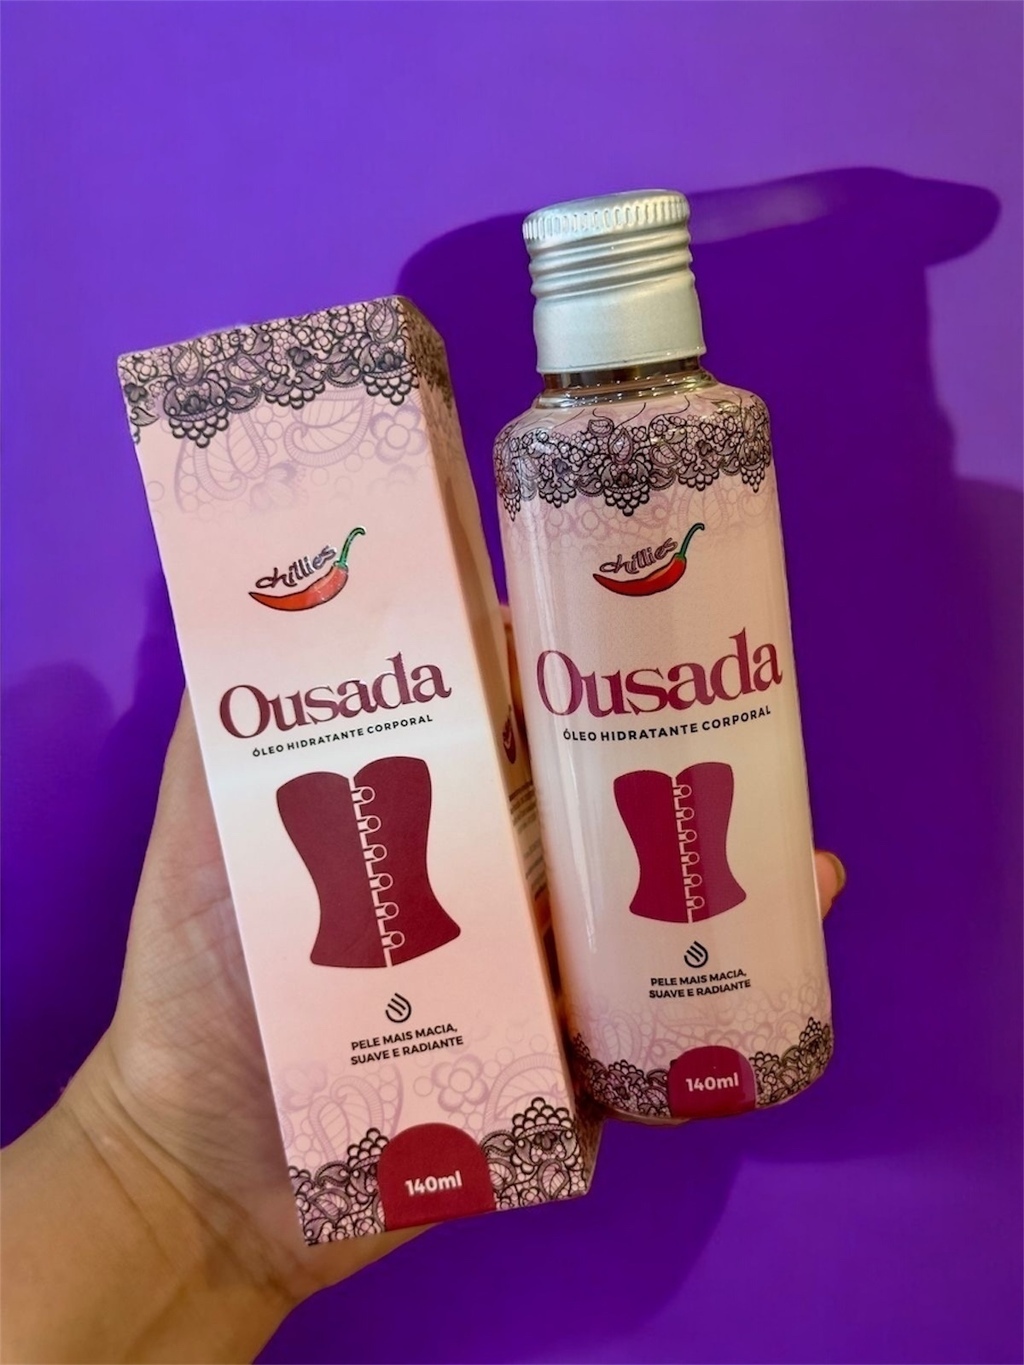 chillies
Ousada
ÓLEO HIDRATANTE CORPORAL
PELE MAIS MACIA,
SUAVE E RADIANTE
140ml
chillies
Ousada
ÓLEO HIDRATANTE CORPORAL
PELE MAIS MACIA,
SUAVE E RADIANTE
140ml